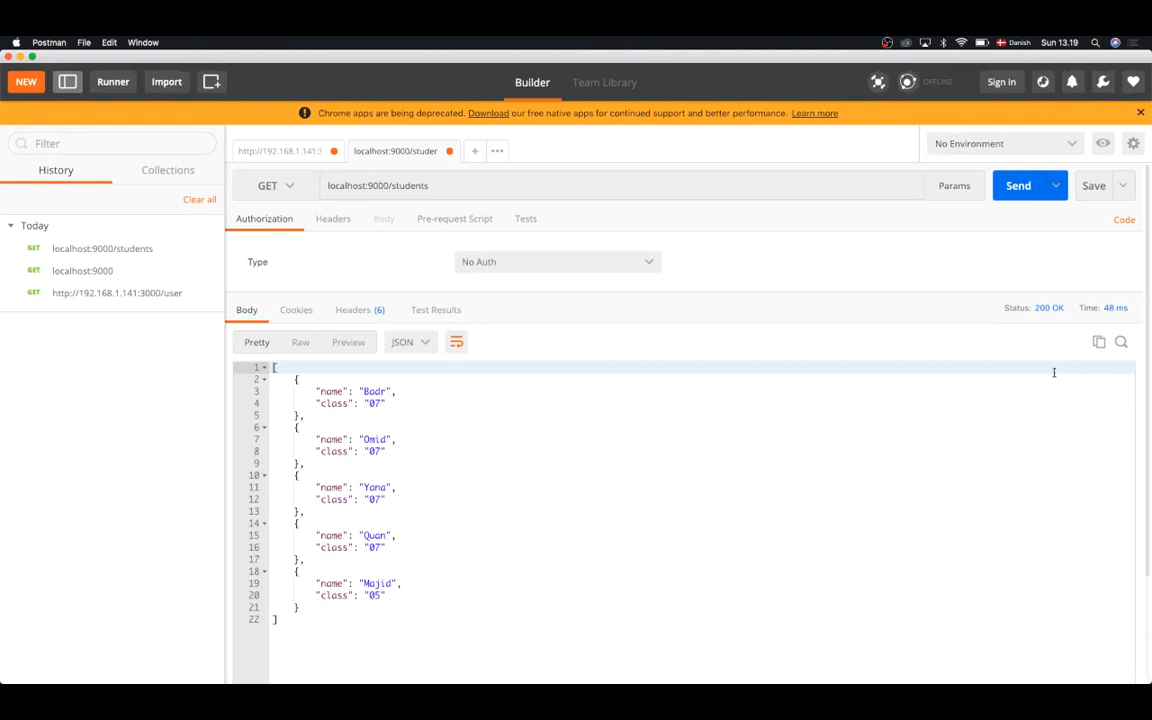 Postman File Edit Window Danish Sun 13.19
NEW Runner Import Builder Team Library OFFLINE Sign In
Chrome apps are being deprecated. Download our free native apps for continued support and better performance. Learn more
Filter
History Collections
Clear all
Today
GET localhost:9000/students
GET localhost:9000
GET http://192.168.1.141:3000/user
http://192.168.1.141:3 localhost:9000/studer No Environment
GET localhost:9000/students Params Send Save
Authorization Headers Body Pre-request Script Tests Code
Type No Auth
Body Cookies Headers (6) Test Results Status: 200 OK Time: 48 ms
Pretty Raw Preview JSON
1 [
2 {
3 "name": "Badr",
4 "class": "07"
5 },
6 {
7 "name": "Omid",
8 "class": "07"
9 },
10 {
11 "name": "Yana",
12 "class": "07"
13 },
14 {
15 "name": "Quan",
16 "class": "07"
17 },
18 {
19 "name": "Majid",
20 "class": "05"
21 }
22 ]